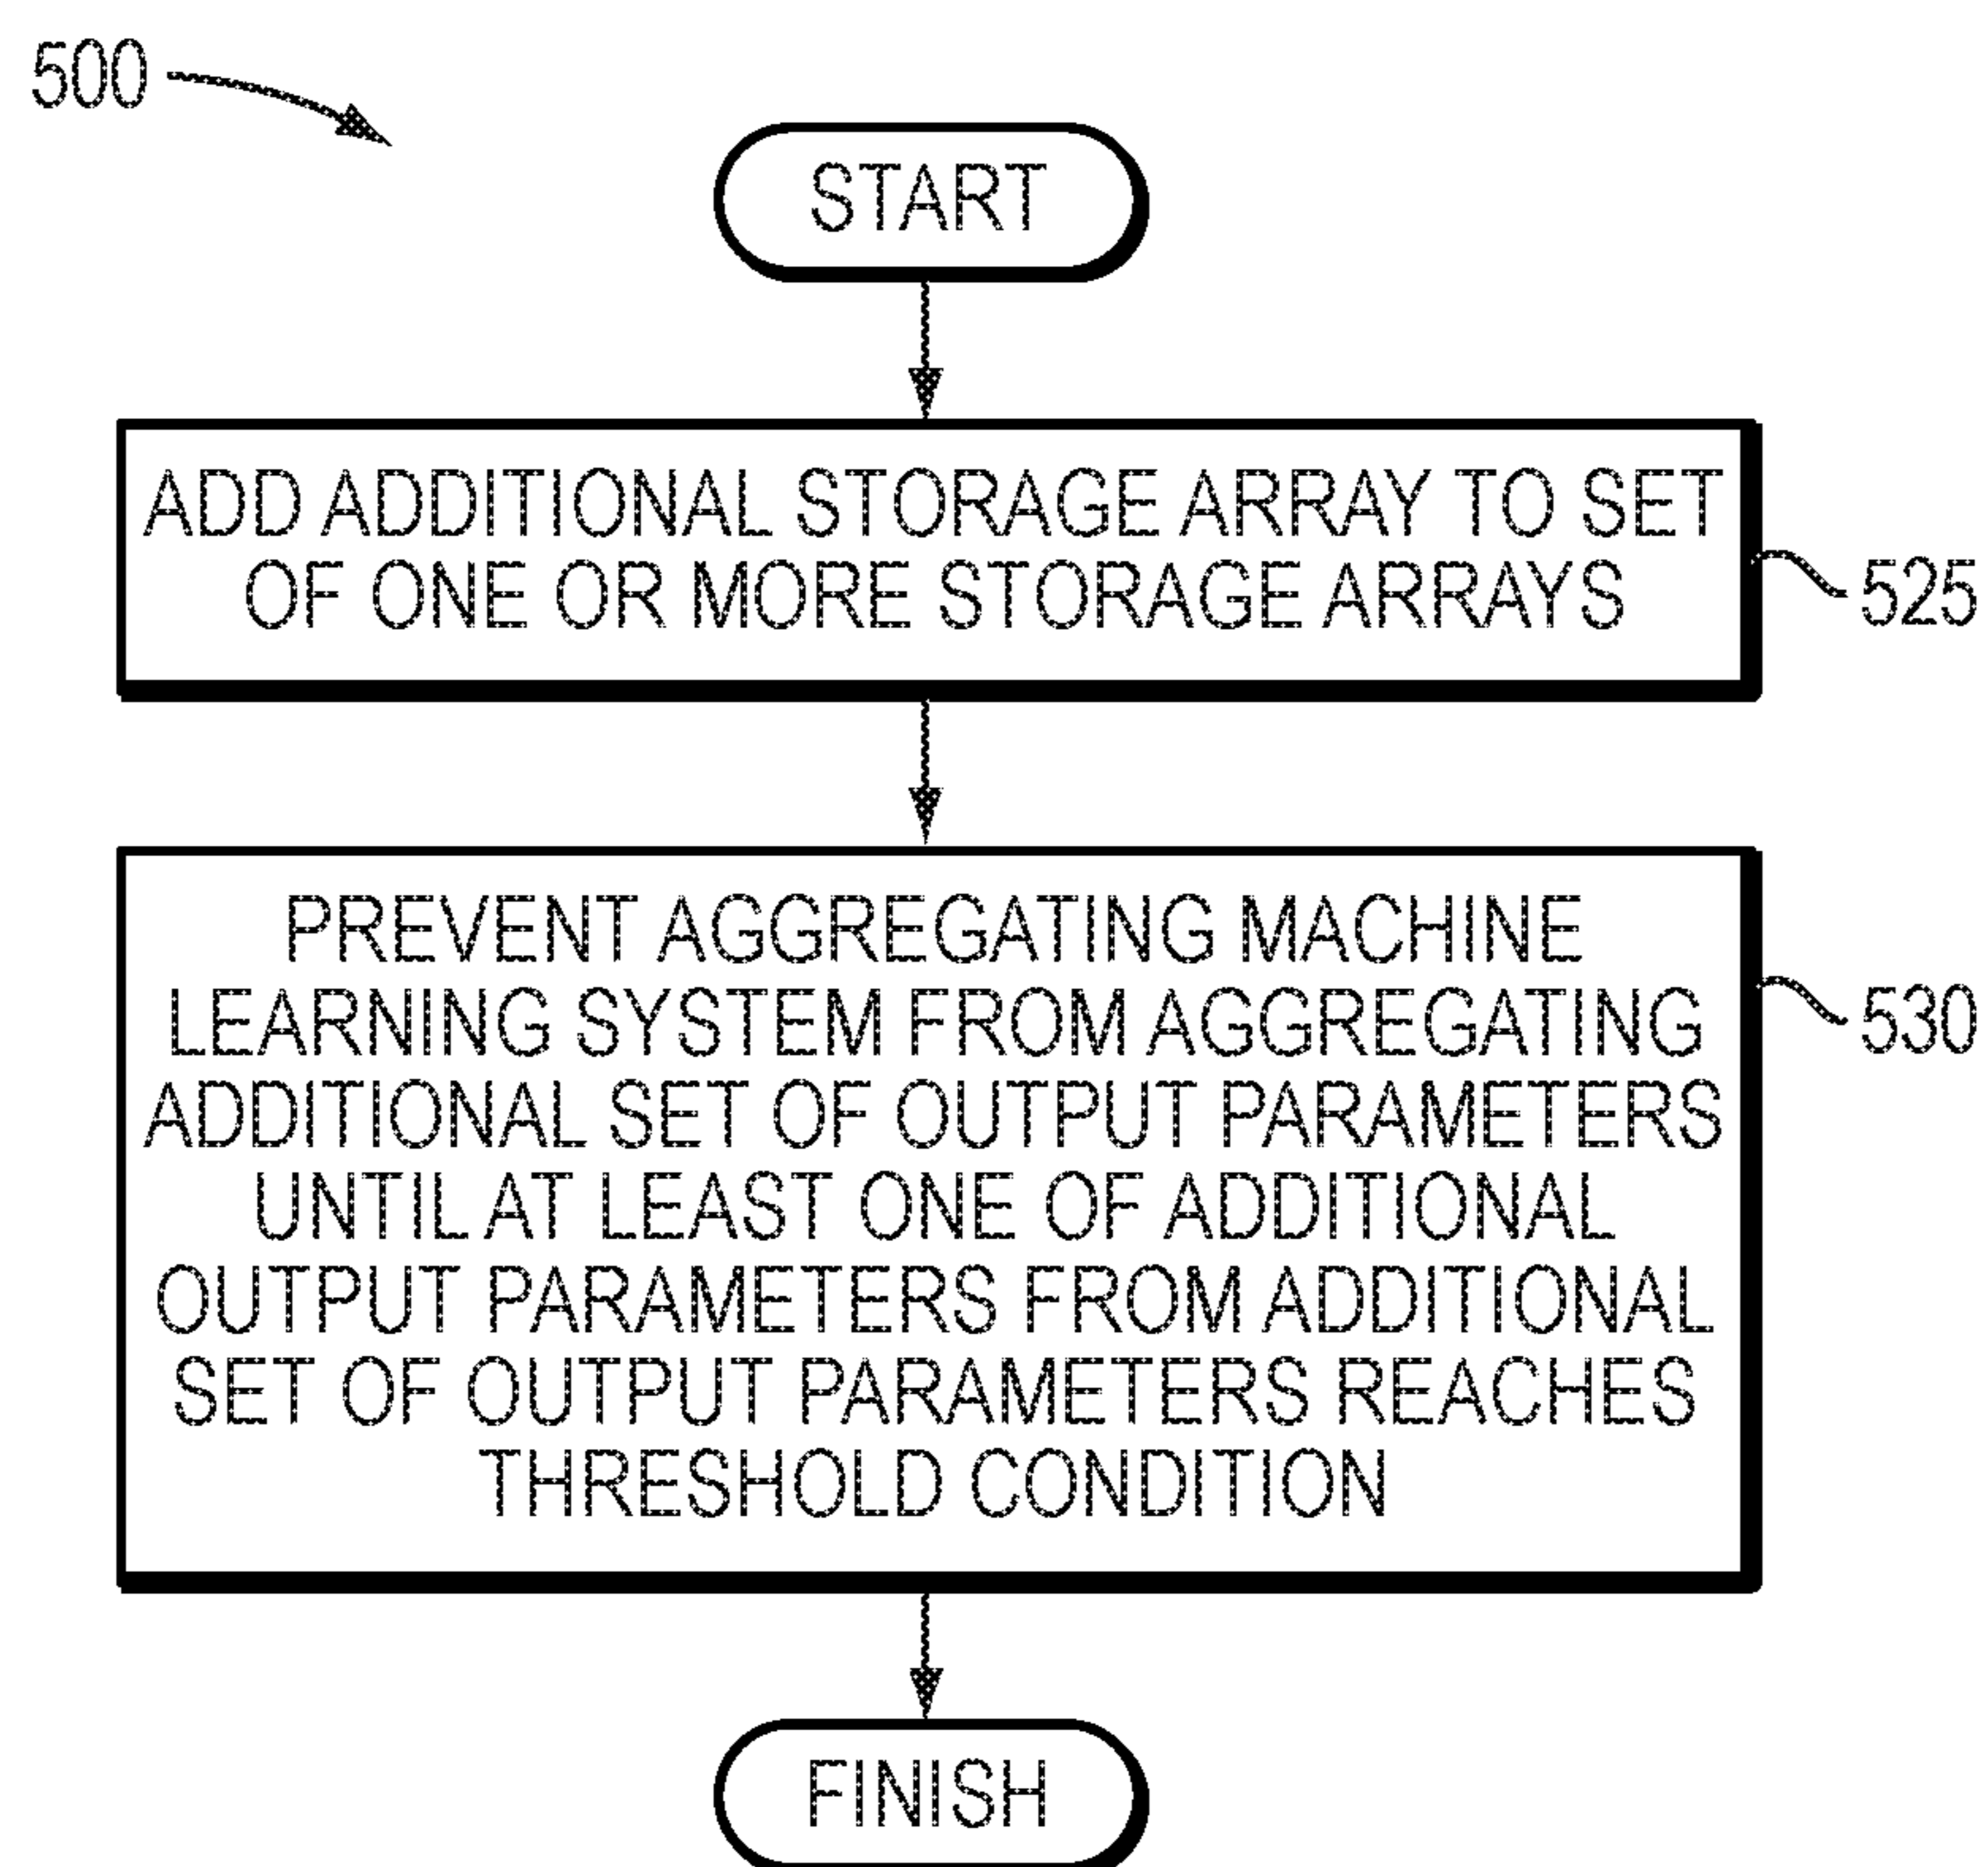 500
START
ADD ADDITIONAL STORAGE ARRAY TO SET
OF ONE OR MORE STORAGE ARRAYS
525
PREVENT AGGREGATING MACHINE
LEARNING SYSTEM FROM AGGREGATING
ADDITIONAL SET OF OUTPUT PARAMETERS
UNTIL AT LEAST ONE OF ADDITIONAL
OUTPUT PARAMETERS FROM ADDITIONAL
SET OF OUTPUT PARAMETERS REACHES
THRESHOLD CONDITION
530
FINISH